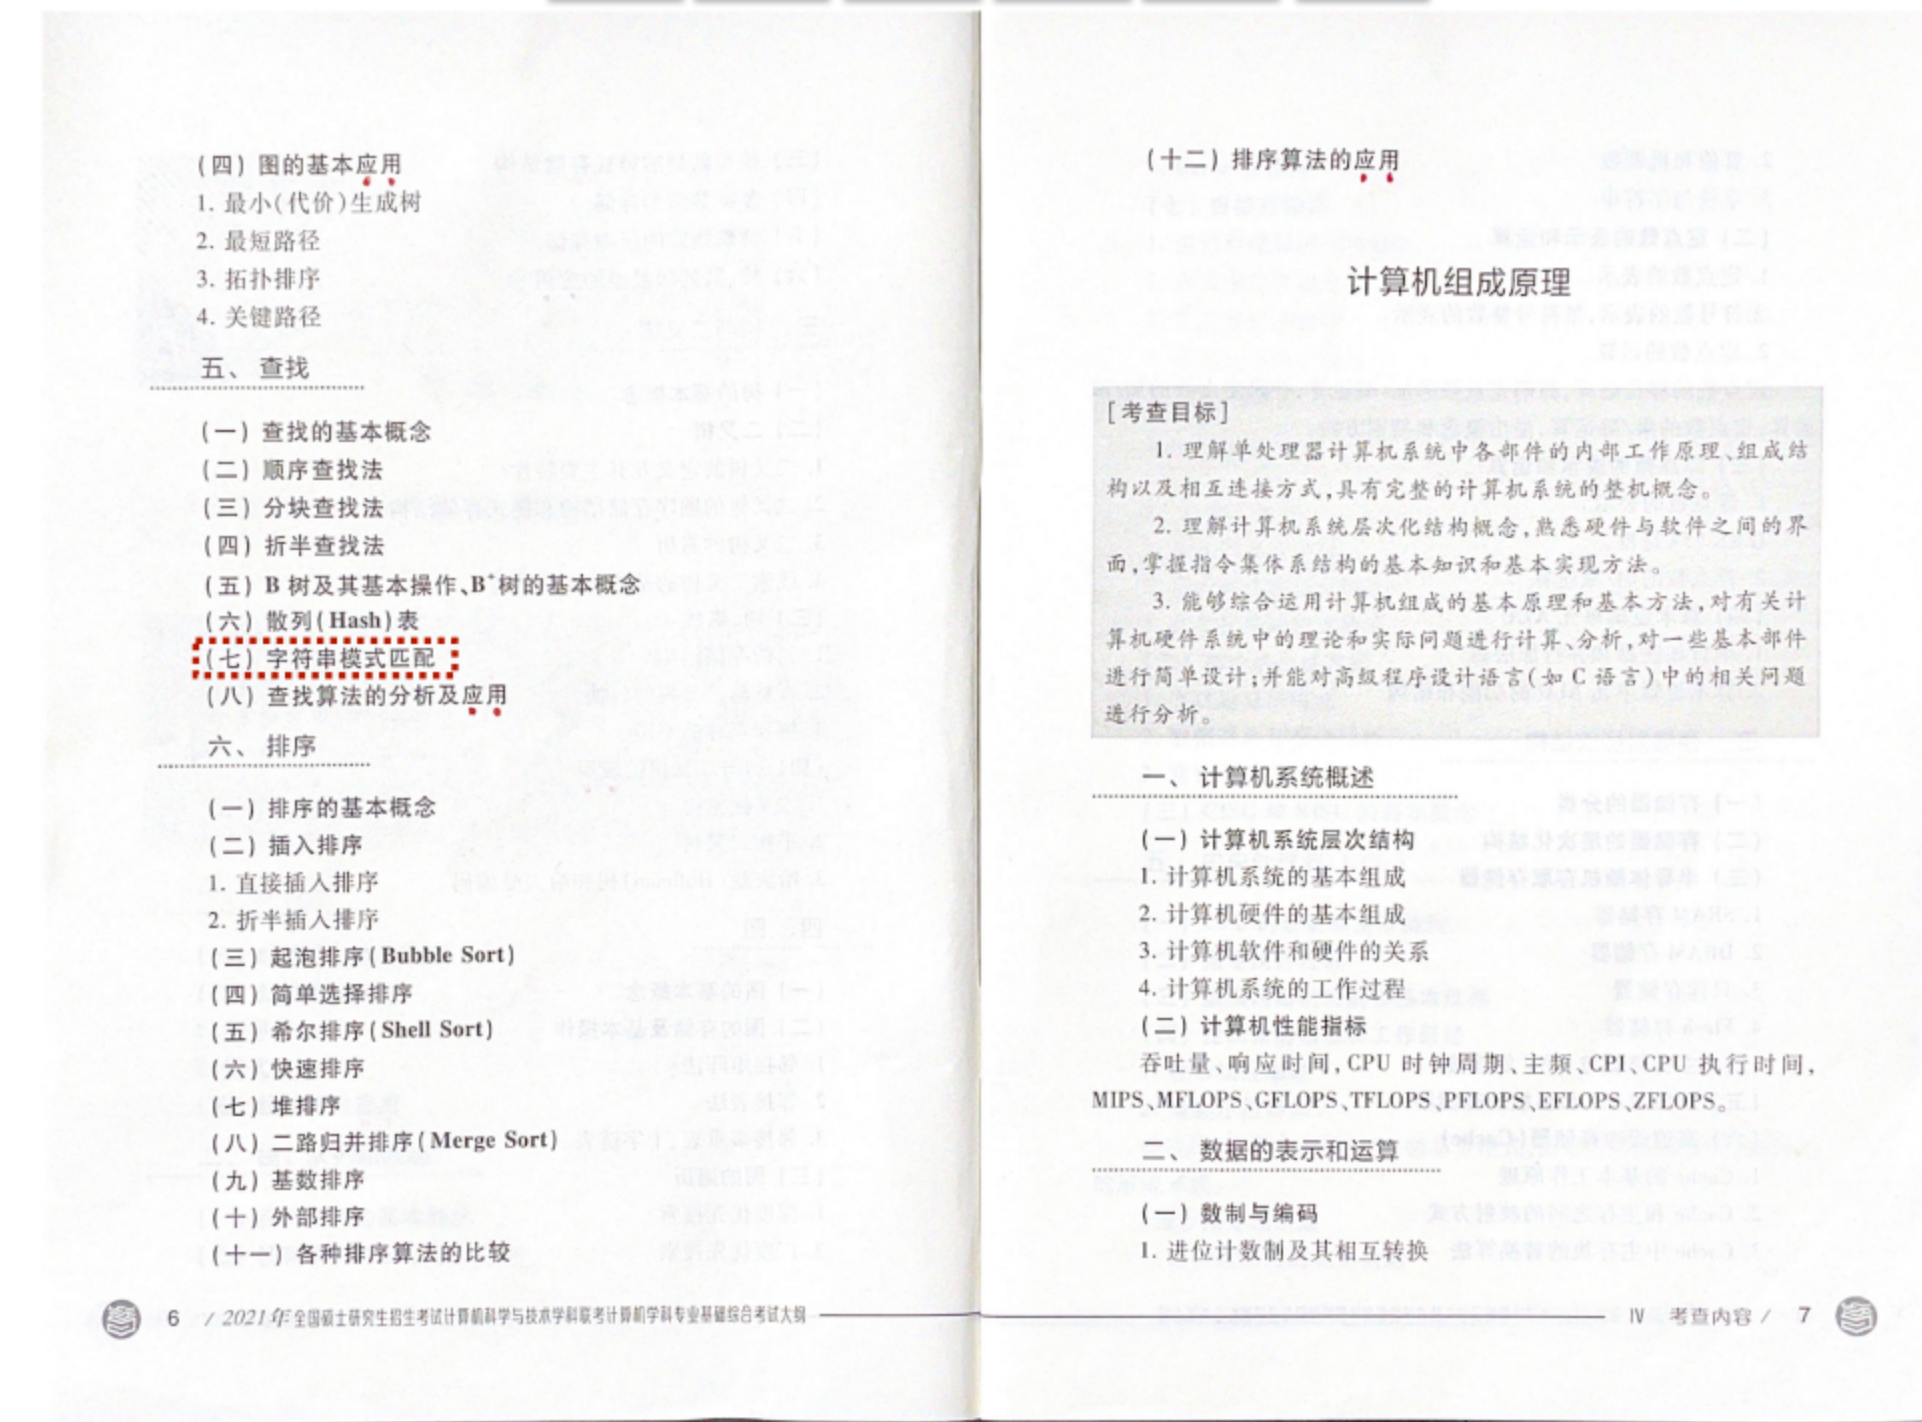 (四) 图的基本应用
1. 最小(代价)生成树
2. 最短路径
3. 拓扑排序
4. 关键路径
五、查找
(一) 查找的基本概念
(二) 顺序查找法
(三) 分块查找法
(四) 折半查找法
(五) B 树及其基本操作、B⁺树的基本概念
(六) 散列(Hash)表
(七) 字符串模式匹配
(八) 查找算法的分析及应用
六、排序
(一) 排序的基本概念
(二) 插入排序
1. 直接插入排序
2. 折半插入排序
(三) 起泡排序(Bubble Sort)
(四) 简单选择排序
(五) 希尔排序(Shell Sort)
(六) 快速排序
(七) 堆排序
(八) 二路归并排序(Merge Sort)
(九) 基数排序
(十) 外部排序
(十一) 各种排序算法的比较
6 / 2021年全国硕士研究生招生考试计算机科学与技术学科联考计算机学科专业基础综合考试大纲
(十二) 排序算法的应用
计算机组成原理
[考查目标]
1. 理解单处理器计算机系统中各部件的内部工作原理、组成结
构以及相互连接方式,具有完整的计算机系统的整机概念。
2. 理解计算机系统层次化结构概念,熟悉硬件与软件之间的界
面,掌握指令集体系结构的基本知识和基本实现方法。
3. 能够综合运用计算机组成的基本原理和基本方法,对有关计
算机硬件系统中的理论和实际问题进行计算、分析,对一些基本部件
进行简单设计;并能对高级程序设计语言(如 C 语言)中的相关问题
进行分析。
一、计算机系统概述
(一) 计算机系统层次结构
1. 计算机系统的基本组成
2. 计算机硬件的基本组成
3. 计算机软件和硬件的关系
4. 计算机系统的工作过程
(二) 计算机性能指标
吞吐量、响应时间,CPU 时钟周期、主频、CPI、CPU 执行时间,
MIPS、MFLOPS、GFLOPS、TFLOPS、PFLOPS、EFLOPS、ZFLOPS。
二、数据的表示和运算
(一) 数制与编码
1. 进位计数制及其相互转换
Ⅳ 考查内容 / 7